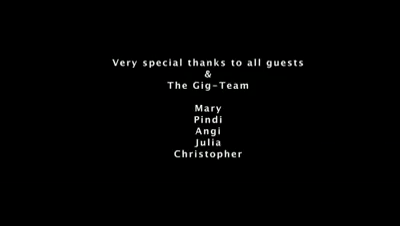 Very special thanks to all guests
&
The Gig-Team
Mary
Pindi
Angi
Julia
Christopher